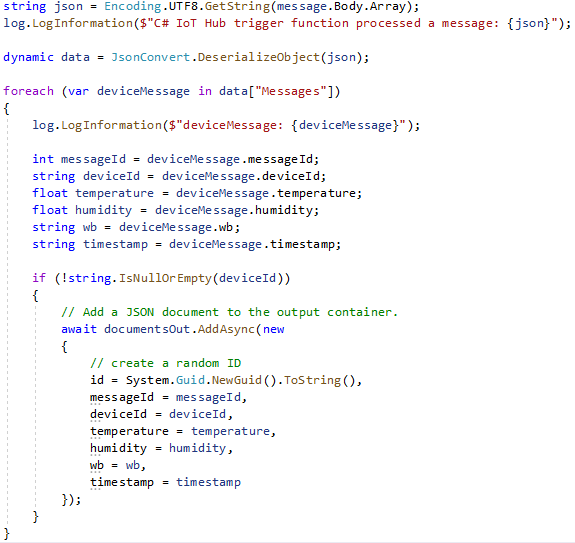 string json = Encoding.UTF8.GetString(message.Body.Array);
log.LogInformation($"C# IoT Hub trigger function processed a message: {json}");

dynamic data = JsonConvert.DeserializeObject(json);

foreach (var deviceMessage in data["Messages"])
{
    log.LogInformation($"deviceMessage: {deviceMessage}");

    int messageId = deviceMessage.messageId;
    string deviceId = deviceMessage.deviceId;
    float temperature = deviceMessage.temperature;
    float humidity = deviceMessage.humidity;
    string wb = deviceMessage.wb;
    string timestamp = deviceMessage.timestamp;

    if (!string.IsNullOrEmpty(deviceId))
    {
        // Add a JSON document to the output container.
        await documentsOut.AddAsync(new
        {
            // create a random ID
            id = System.Guid.NewGuid().ToString(),
            messageId = messageId,
            deviceId = deviceId,
            temperature = temperature,
            humidity = humidity,
            wb = wb,
            timestamp = timestamp
        });
    }
}